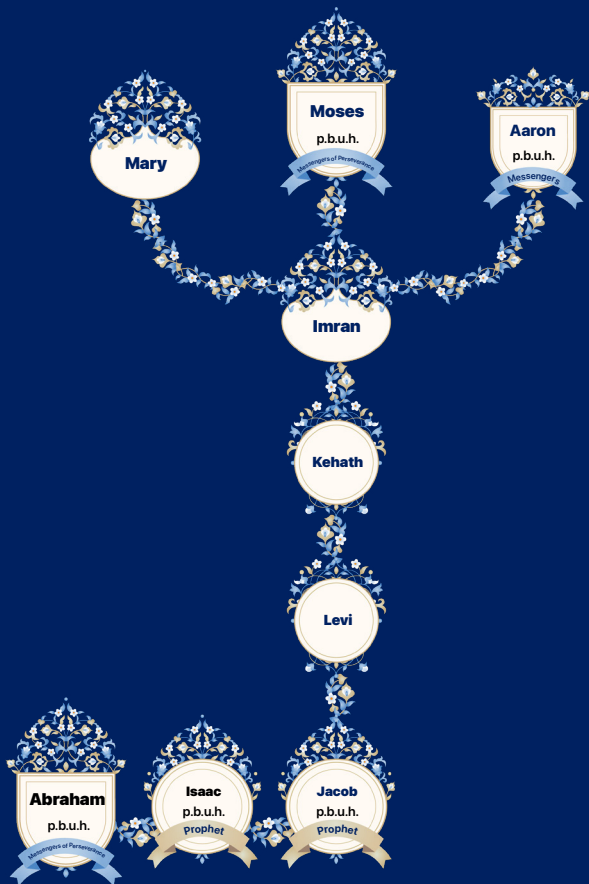 Moses
p.b.u.h.
Messengers of Perseverance
Aaron
p.b.u.h.
Messengers
Mary
Imran
Kehath
Levi
Abraham
p.b.u.h.
Messengers of Perseverance
Isaac
p.b.u.h.
Prophet
Jacob
p.b.u.h.
Prophet